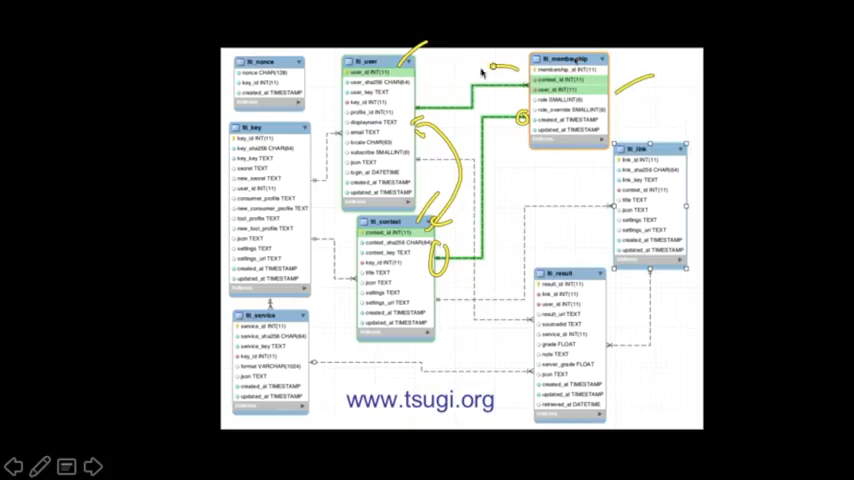 lti_nonce
nonce CHAR(128)
key_id INT(11)
created_at TIMESTAMP
Indexes
lti_key
key_id INT(11)
key_sha256 CHAR(64)
key_key TEXT
secret TEXT
new_secret TEXT
user_id INT(11)
consumer_profile TEXT
new_consumer_profile TEXT
tool_profile TEXT
new_tool_profile TEXT
json TEXT
settings TEXT
settings_url TEXT
created_at TIMESTAMP
updated_at TIMESTAMP
Indexes
lti_service
service_id INT(11)
service_sha256 CHAR(64)
service_key TEXT
key_id INT(11)
format VARCHAR(1024)
json TEXT
created_at TIMESTAMP
updated_at TIMESTAMP
Indexes
lti_user
user_id INT(11)
user_sha256 CHAR(64)
user_key TEXT
key_id INT(11)
profile_id INT(11)
displayname TEXT
email TEXT
locale CHAR(63)
subscribe SMALLINT(6)
json TEXT
login_at DATETIME
created_at TIMESTAMP
updated_at TIMESTAMP
Indexes
lti_context
context_id INT(11)
context_sha256 CHAR(64)
context_key TEXT
key_id INT(11)
title TEXT
json TEXT
settings TEXT
settings_url TEXT
created_at TIMESTAMP
updated_at TIMESTAMP
Indexes
lti_membership
membership_id INT(11)
context_id INT(11)
user_id INT(11)
role SMALLINT(6)
role_override SMALLINT(6)
created_at TIMESTAMP
updated_at TIMESTAMP
Indexes
lti_link
link_id INT(11)
link_sha256 CHAR(64)
link_key TEXT
context_id INT(11)
title TEXT
json TEXT
settings TEXT
settings_url TEXT
created_at TIMESTAMP
updated_at TIMESTAMP
Indexes
lti_result
result_id INT(11)
link_id INT(11)
user_id INT(11)
result_url TEXT
sourcedid TEXT
service_id INT(11)
grade FLOAT
note TEXT
server_grade FLOAT
json TEXT
created_at TIMESTAMP
updated_at TIMESTAMP
retrieved_at DATETIME
Indexes
www.tsugi.org